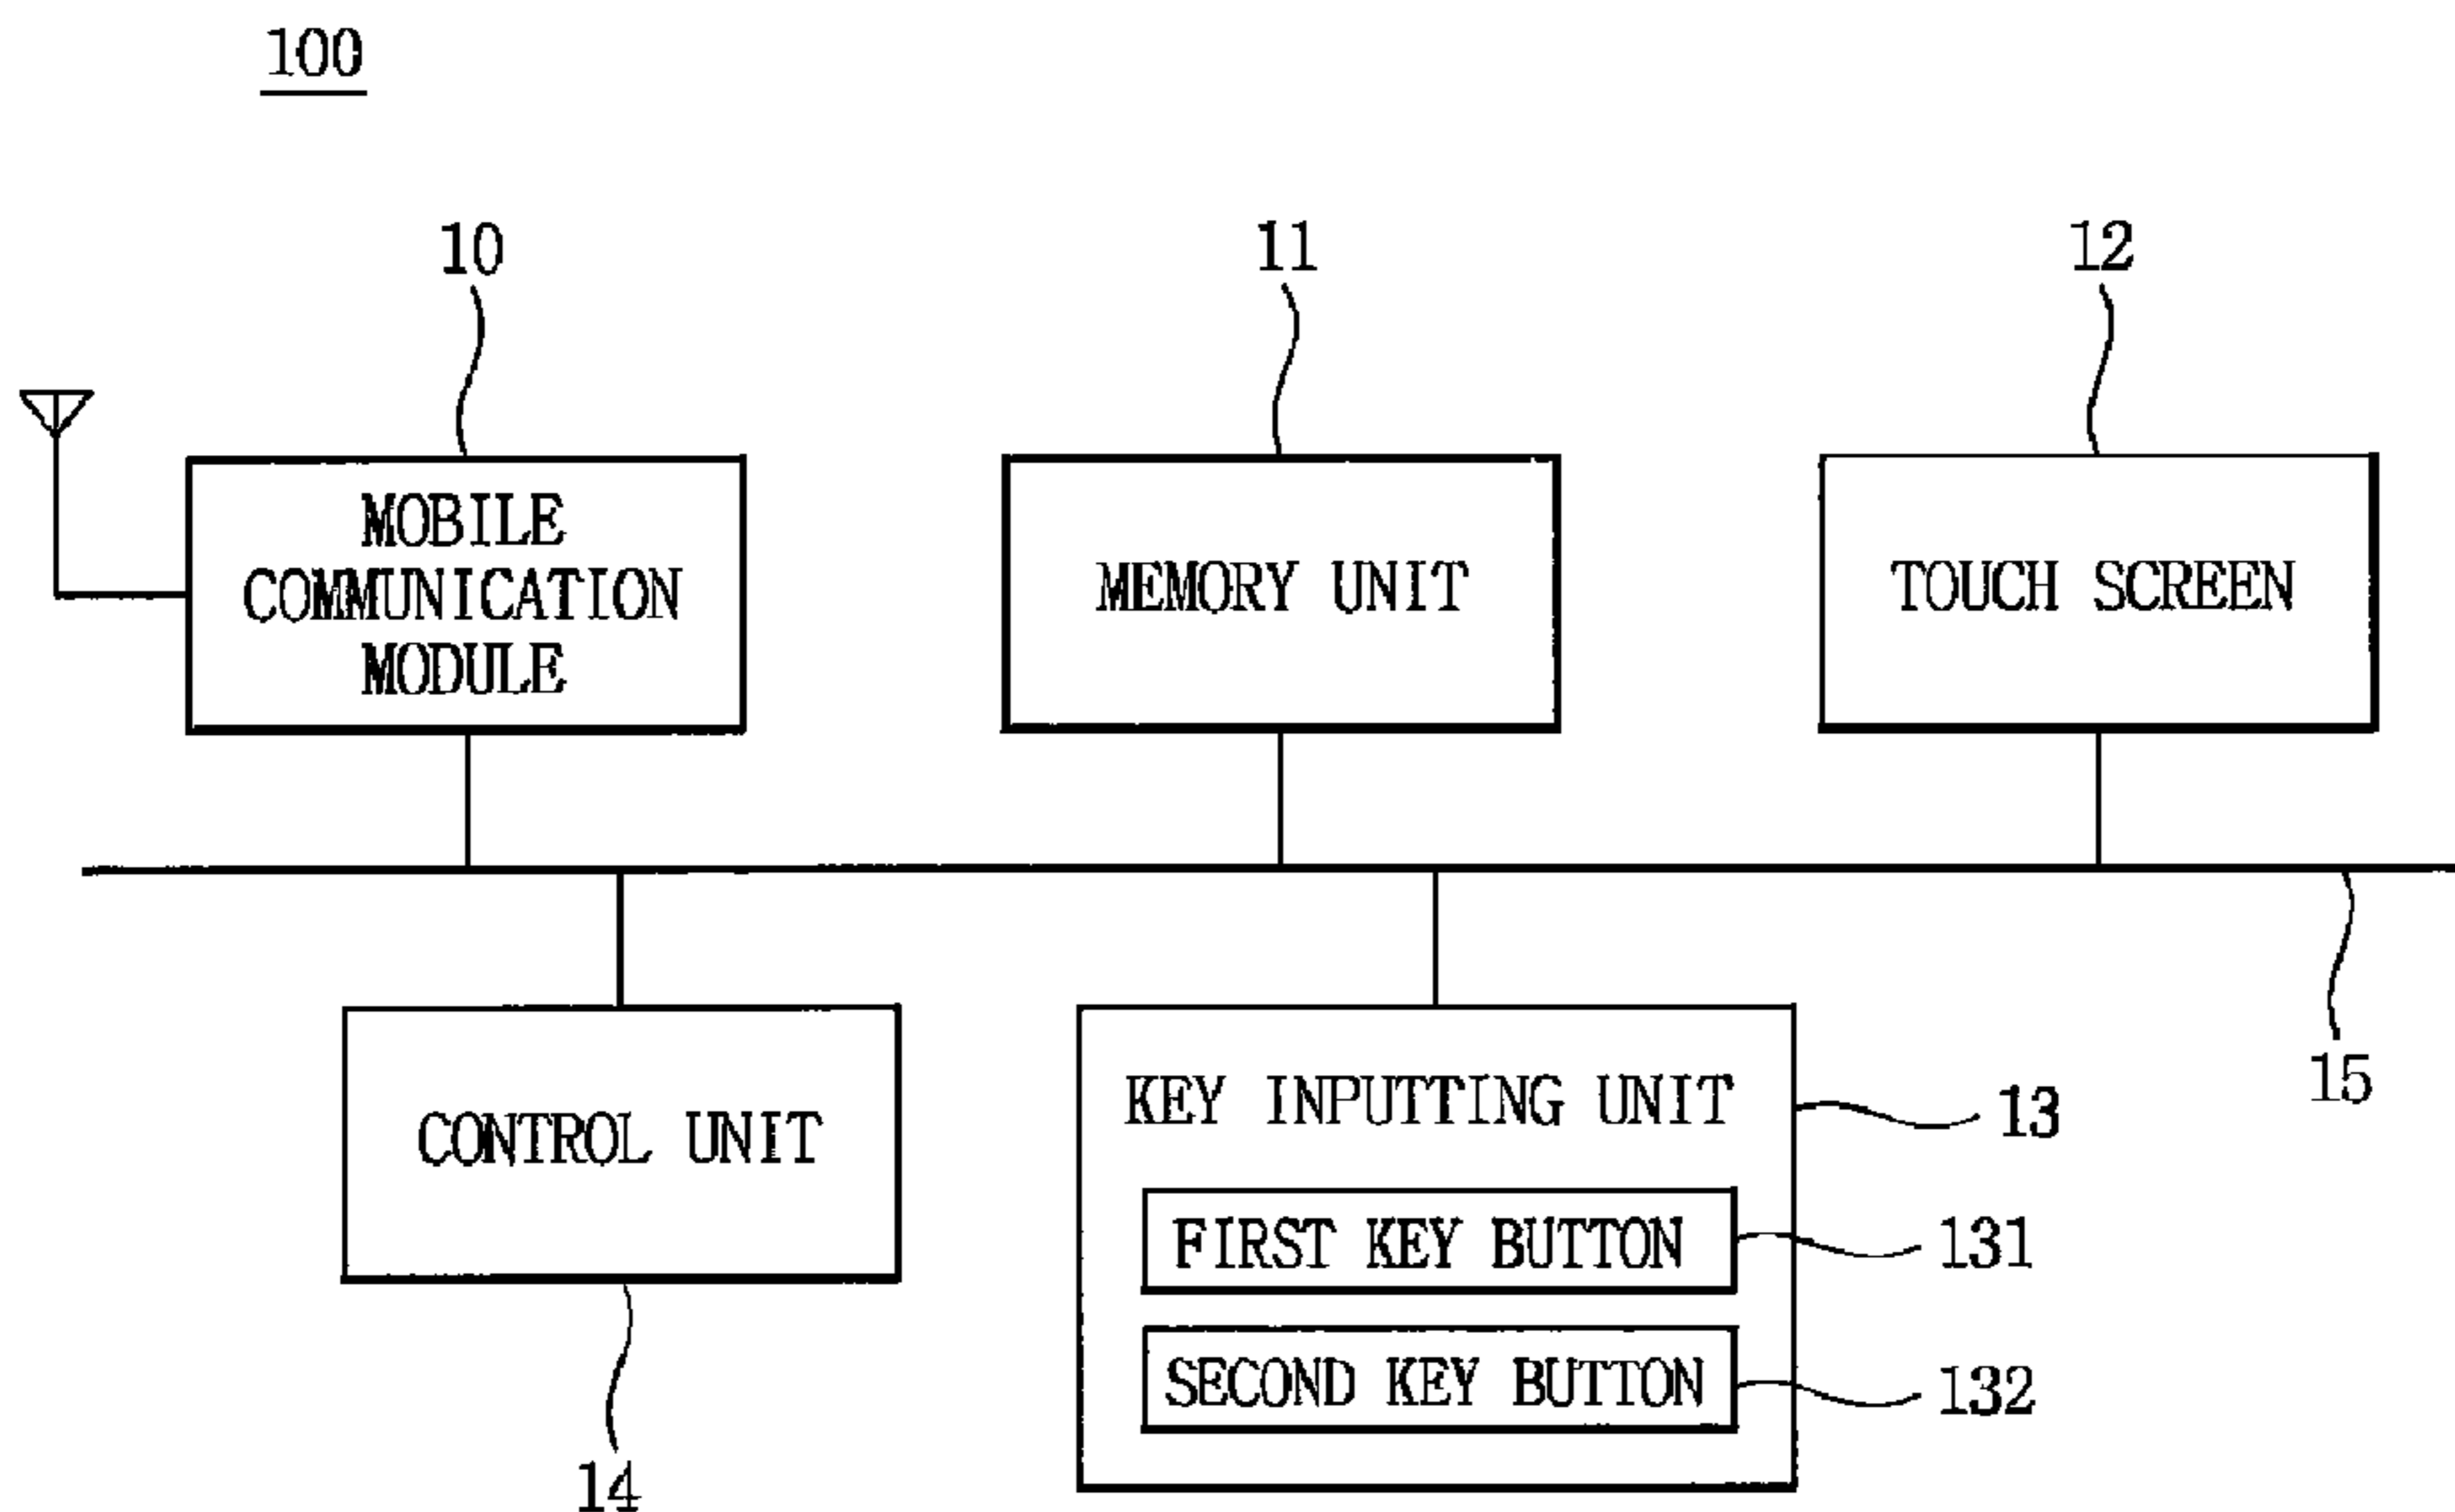 100
10
11
12
MOBILE
COMMUNICATION
MODULE
MEMORY UNIT
TOUCH SCREEN
15
CONTROL UNIT
KEY INPUTTING UNIT
13
FIRST KEY BUTTON
131
SECOND KEY BUTTON
132
14